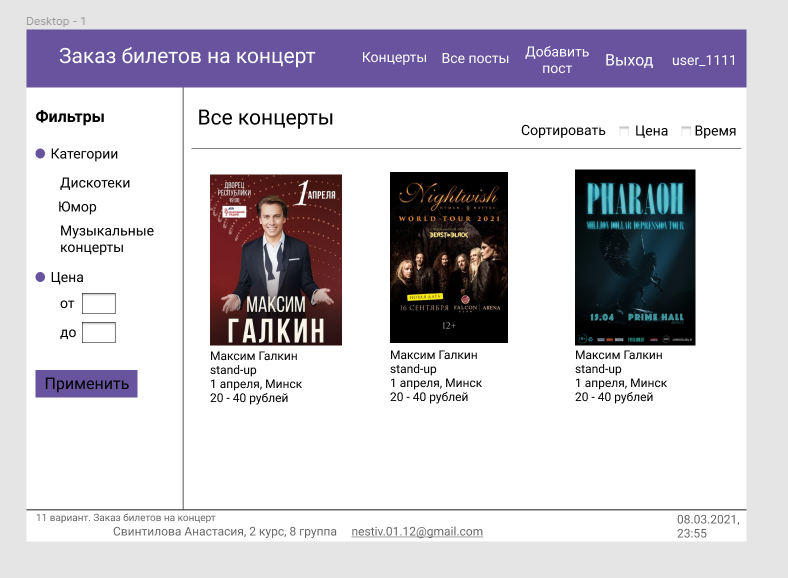 Desktop - 1
Заказ билетов на концерт
Концерты
Все посты
Добавить
пост
Выход
user_1111
Фильтры
Категории
Дискотеки
Юмор
Музыкальные
концерты
Цена
от
до
Применить
Все концерты
Сортировать
Цена
Время
ДВОРЕЦ
РЕСПУБЛИКИ
19:00
1 АПРЕЛЯ
МАКСИМ
ГАЛКИН
Максим Галкин
stand-up
1 апреля, Минск
20 - 40 рублей
Nightwish
WORLD TOUR 2021
BEAST IN BLACK
НОВАЯ ДАТА
16 СЕНТЯБРЯ
FALCON
ARENA
12+
Максим Галкин
stand-up
1 апреля, Минск
20 - 40 рублей
PHARAOH
MILLION DOLLAR DEPRESSION TOUR
15.04 PRIME HALL
Максим Галкин
stand-up
1 апреля, Минск
20 - 40 рублей
11 вариант. Заказ билетов на концерт
Свинтилова Анастасия, 2 курс, 8 группа
nestiv.01.12@gmail.com
08.03.2021,
23:55